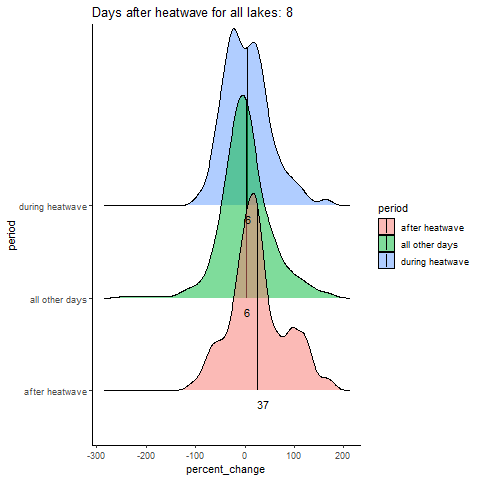 Days after heatwave for all lakes: 8
during heatwave
all other days
after heatwave
period
6
6
37
-300 -200 -100 0 100 200
percent_change
period
after heatwave
all other days
during heatwave